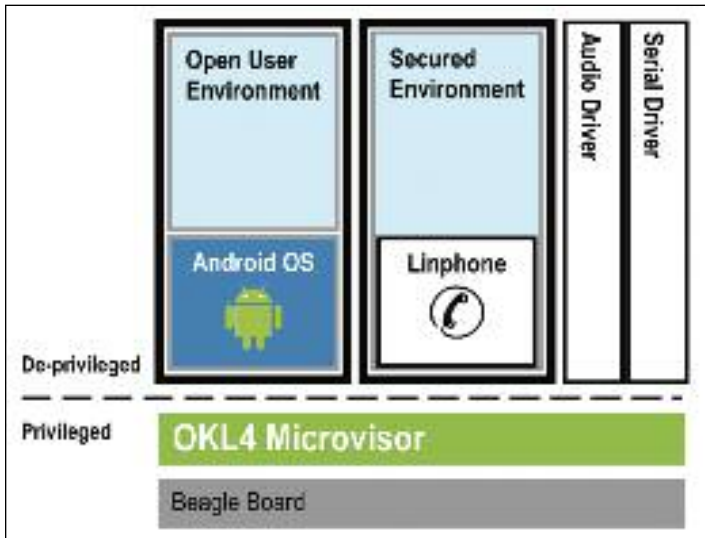 Open User
Environment
Secured
Environment
Audio Driver
Serial Driver
Android OS
Linphone
De-privileged
Privileged
OKL4 Microvisor
Beagle Board